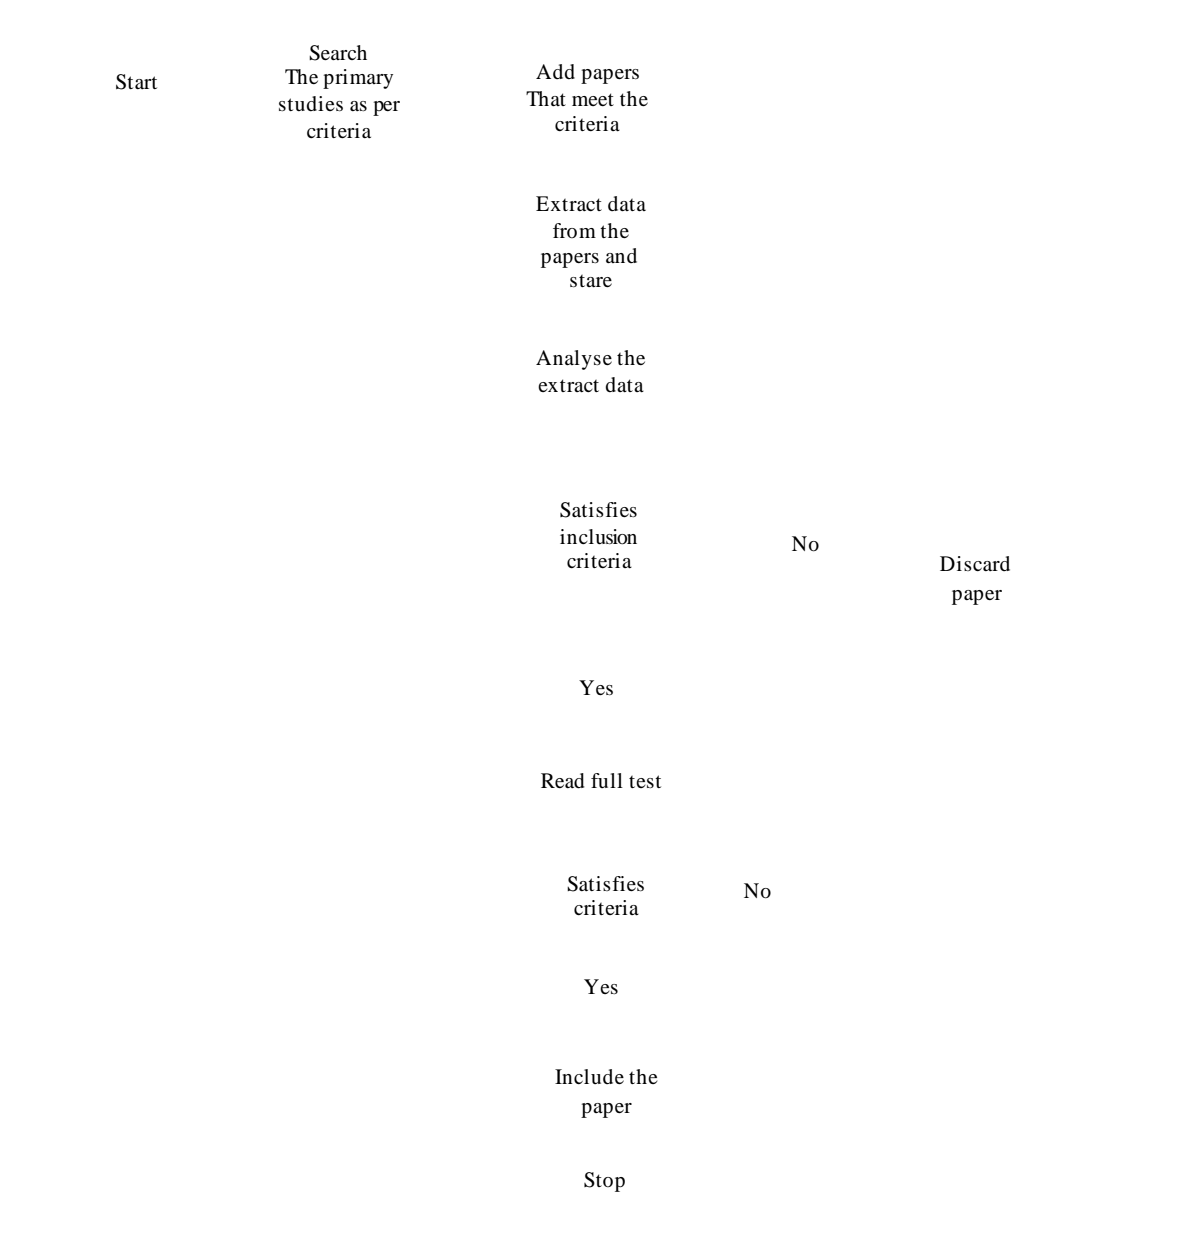 Start
Search
The primary
studies as per
criteria
Add papers
That meet the
criteria
Extract data
from the
papers and
stare
Analyse the
extract data
Satisfies
inclusion
criteria
No
Discard
paper
Yes
Read full test
Satisfies
criteria
No
Yes
Include the
paper
Stop